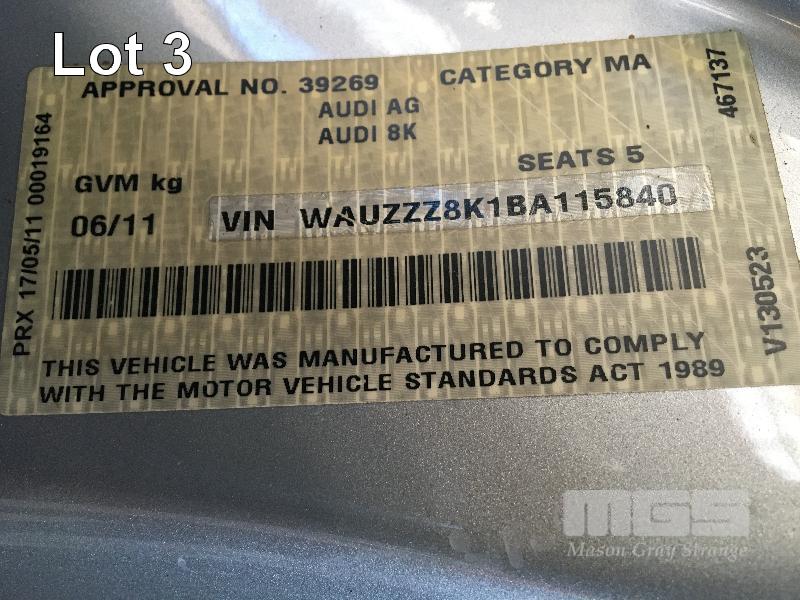 Lot 3
APPROVAL NO. 39269 CATEGORY MA
AUDI AG
AUDI 8K
SEATS 5
GVM kg
06/11 VIN WAUZZZ8K1BA115840
THIS VEHICLE WAS MANUFACTURED TO COMPLY
WITH THE MOTOR VEHICLE STANDARDS ACT 1989
PRX 17/05/11 00019164
467137
V130523
MGS
Mason Gray Strange